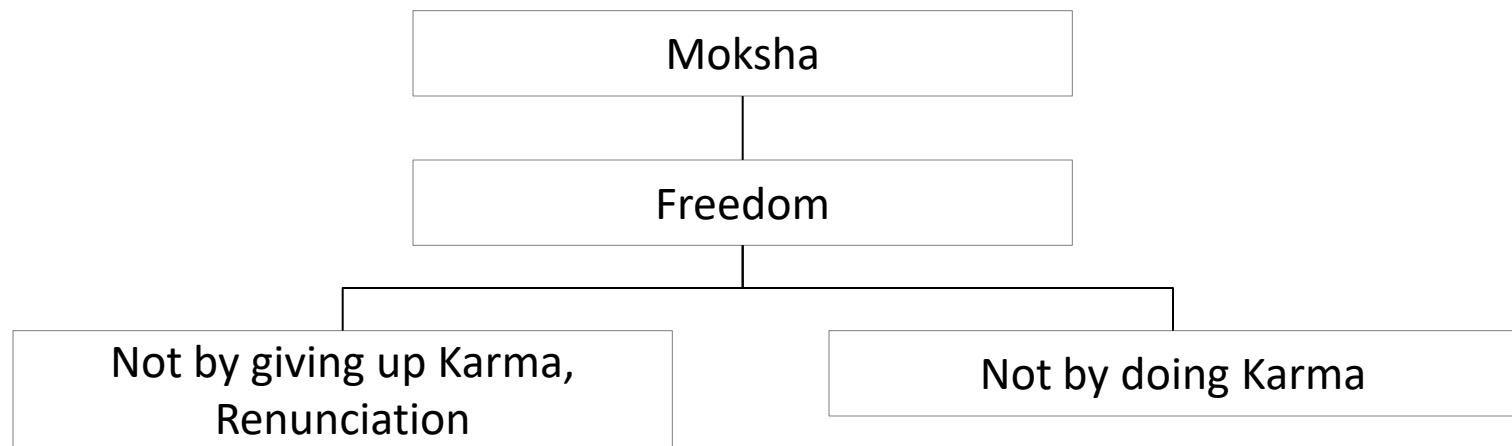 Moksha
Freedom
Not by giving up Karma,
Renunciation
Not by doing Karma